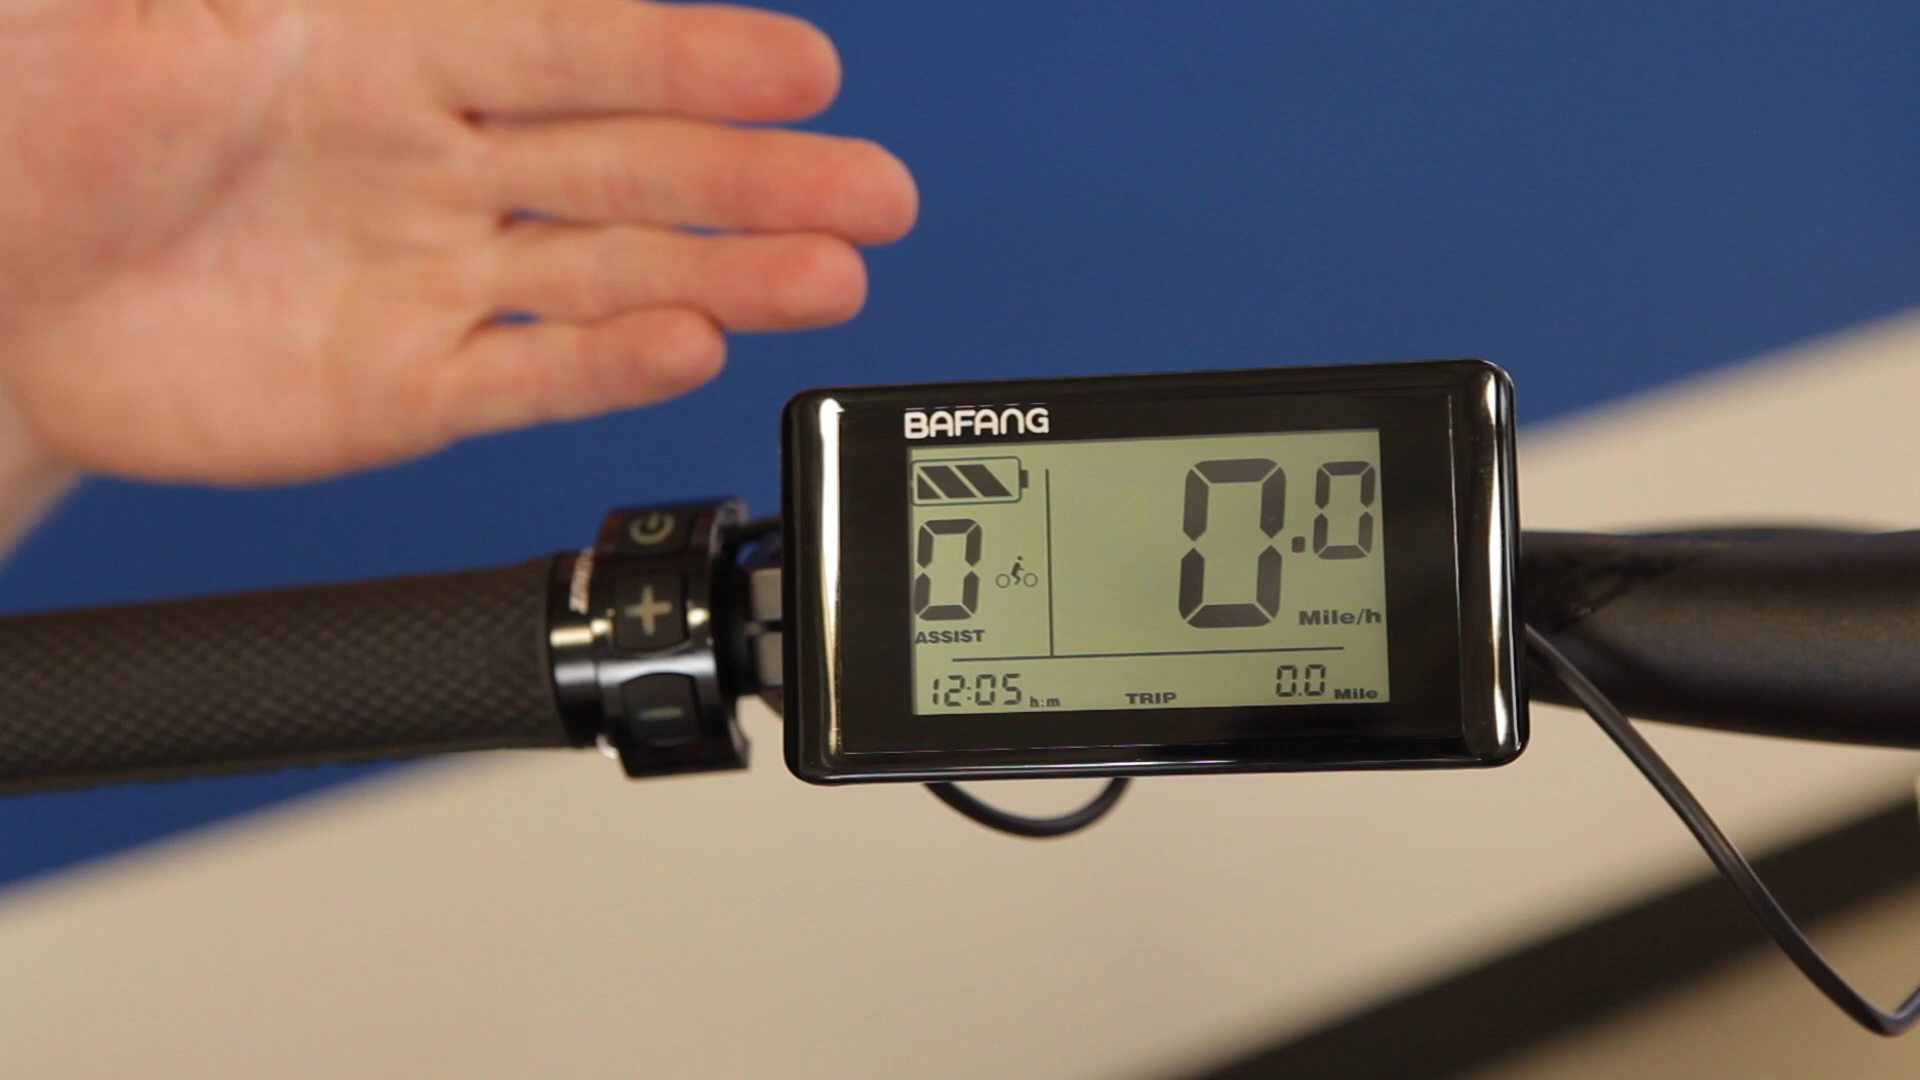 BAFANG
0 0.0
ASSIST Mile/h
12:05 h:m TRIP 0.0 Mile
+
-